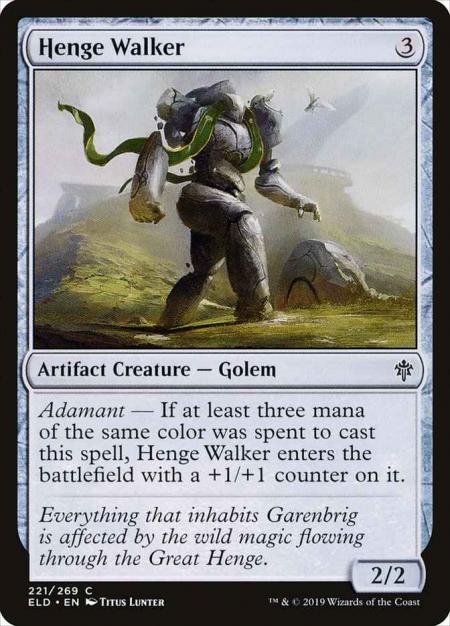 Henge Walker 3
Artifact Creature — Golem
Adamant — If at least three mana
of the same color was spent to cast
this spell, Henge Walker enters the
battlefield with a +1/+1 counter on it.
Everything that inhabits Garenbrig
is affected by the wild magic flowing
through the Great Henge.
2/2
221/269 C
ELD • EN Titus Lunter
™ & © 2019 Wizards of the Coast